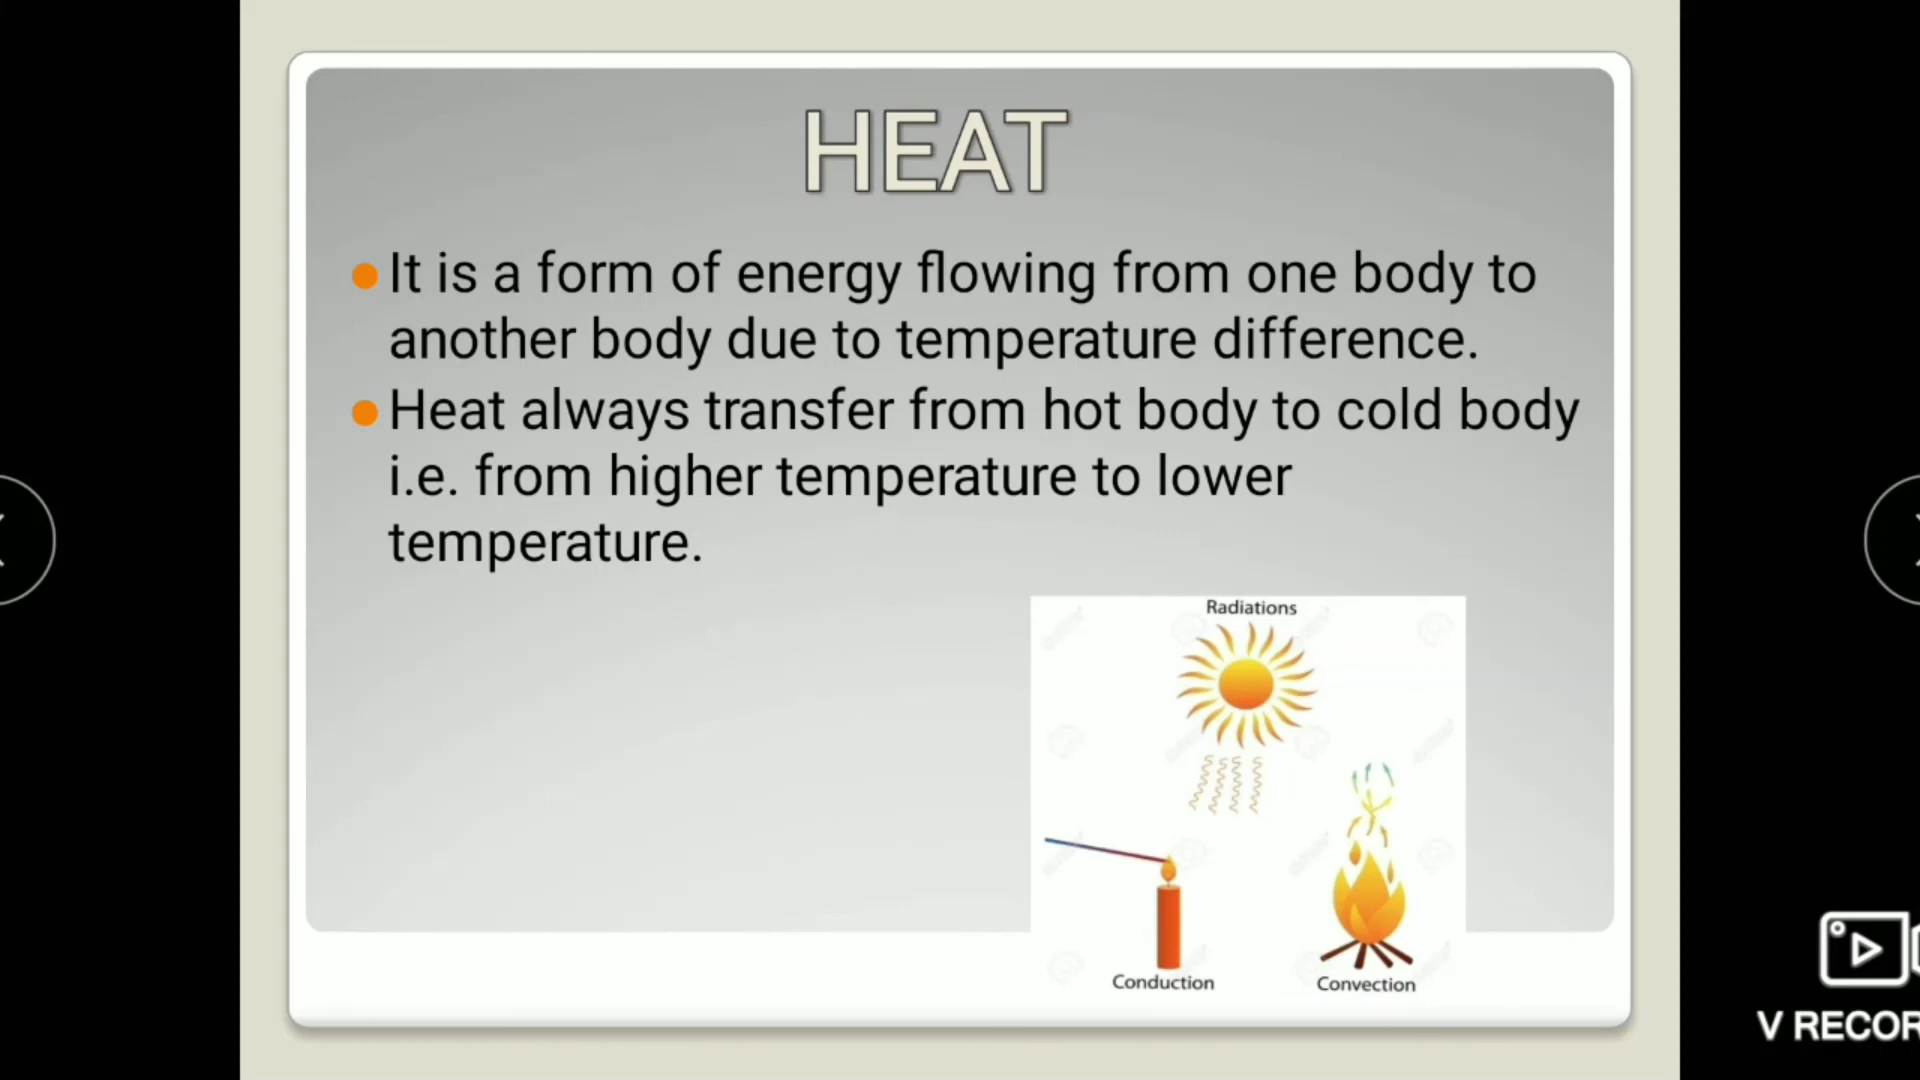 HEAT
It is a form of energy flowing from one body to
another body due to temperature difference.
Heat always transfer from hot body to cold body
i.e. from higher temperature to lower
temperature.
Radiations
Conduction
Convection
V RECOR